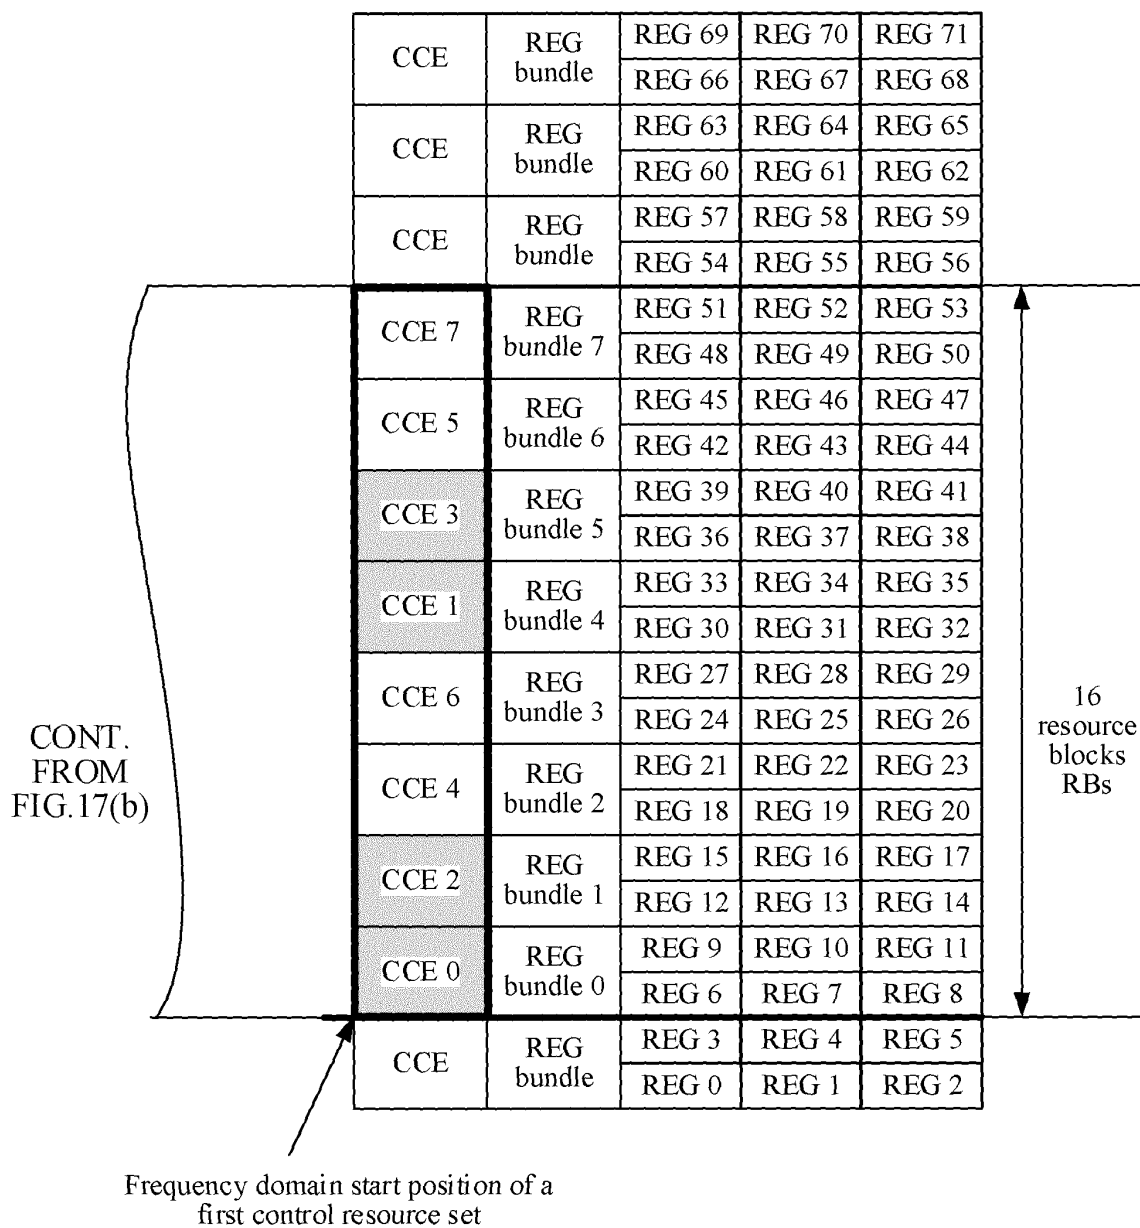 CCE
REG
bundle
REG 69 REG 70 REG 71
REG 66 REG 67 REG 68
CCE
REG
bundle
REG 63 REG 64 REG 65
REG 60 REG 61 REG 62
CCE
REG
bundle
REG 57 REG 58 REG 59
REG 54 REG 55 REG 56
CCE 7
REG
bundle 7
REG 51 REG 52 REG 53
REG 48 REG 49 REG 50
CCE 5
REG
bundle 6
REG 45 REG 46 REG 47
REG 42 REG 43 REG 44
CCE 3
REG
bundle 5
REG 39 REG 40 REG 41
REG 36 REG 37 REG 38
CCE 1
REG
bundle 4
REG 33 REG 34 REG 35
REG 30 REG 31 REG 32
CCE 6
REG
bundle 3
REG 27 REG 28 REG 29
REG 24 REG 25 REG 26
CCE 4
REG
bundle 2
REG 21 REG 22 REG 23
REG 18 REG 19 REG 20
CCE 2
REG
bundle 1
REG 15 REG 16 REG 17
REG 12 REG 13 REG 14
CCE 0
REG
bundle 0
REG 9 REG 10 REG 11
REG 6 REG 7 REG 8
CCE
REG
bundle
REG 3 REG 4 REG 5
REG 0 REG 1 REG 2
CONT.
FROM
FIG.17(b)
16
resource
blocks
RBs
Frequency domain start position of a
first control resource set